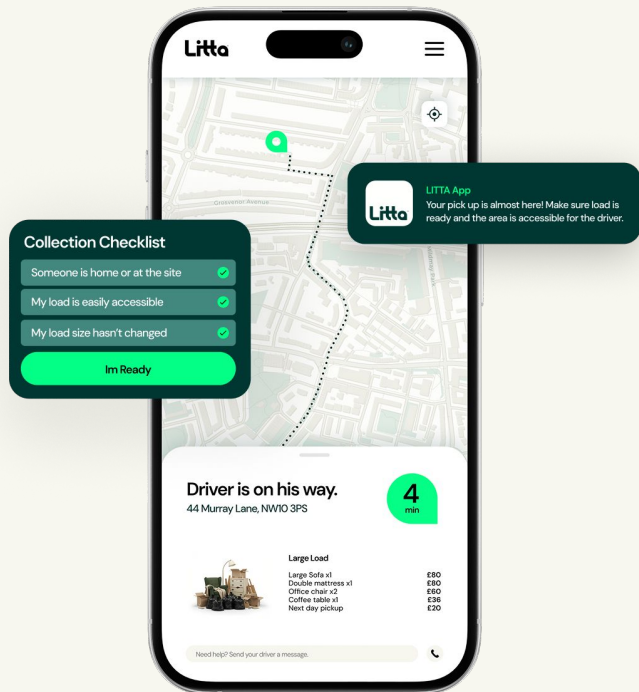 Litta
Grosvenor Avenue
LITTA App
Your pick up is almost here! Make sure load is
ready and the area is accessible for the driver.
Litta
Collection Checklist
Someone is home or at the site
My load is easily accessible
My load size hasn't changed
Im Ready
Driver is on his way.
44 Murray Lane, NW10 3PS
4
min
Large Load
Large Sofa x1 £80
Double mattress x1 £80
Office chair x2 £60
Coffee table x1 £36
Next day pickup £20
Need help? Send your driver a message.